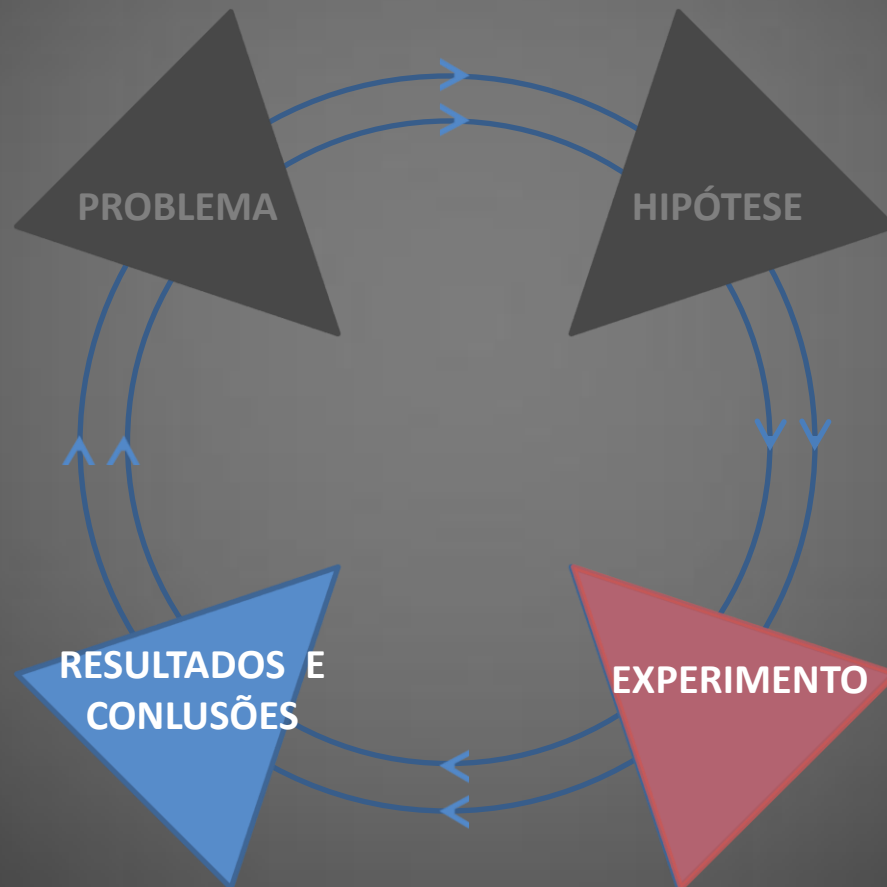 PROBLEMA
HIPÓTESE
RESULTADOS E
CONLUSÕES
EXPERIMENTO